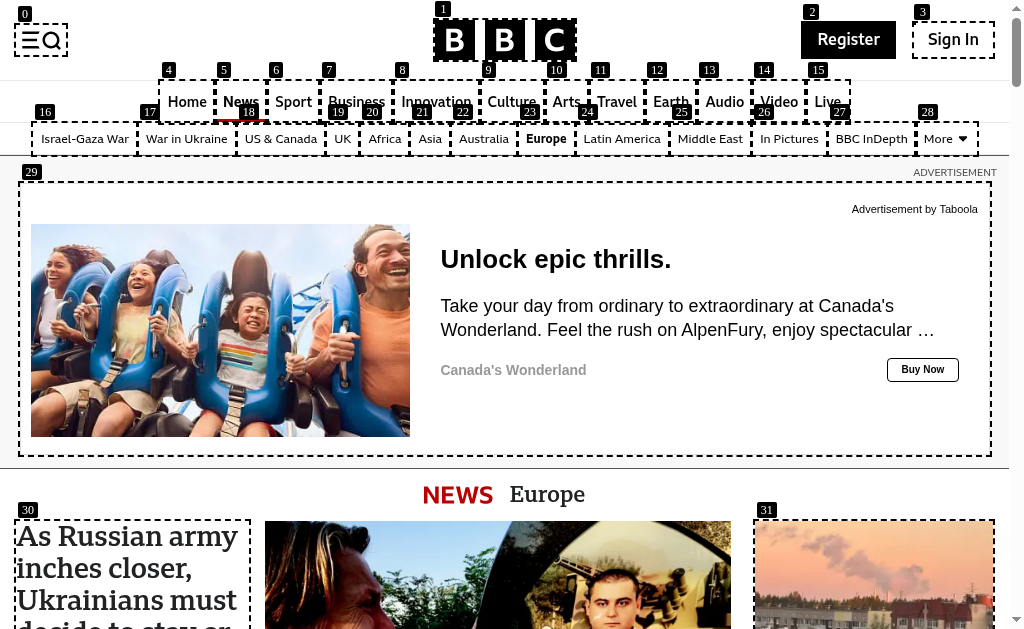 0
1
2
3
BBC
Register
Sign In
4
5
6
7
8
9
10
11
12
13
14
15
Home
News
Sport
Business
Innovation
Culture
Arts
Travel
Earth
Audio
Video
Live
16
17
18
19
20
21
22
23
24
25
26
27
28
Israel-Gaza War
War in Ukraine
US & Canada
UK
Africa
Asia
Australia
Europe
Latin America
Middle East
In Pictures
BBC InDepth
More
29
ADVERTISEMENT
Advertisement by Taboola
Unlock epic thrills.
Take your day from ordinary to extraordinary at Canada's
Wonderland. Feel the rush on AlpenFury, enjoy spectacular …
Canada's Wonderland
Buy Now
NEWS Europe
30
31
As Russian army
inches closer,
Ukrainians must
decide to stay or